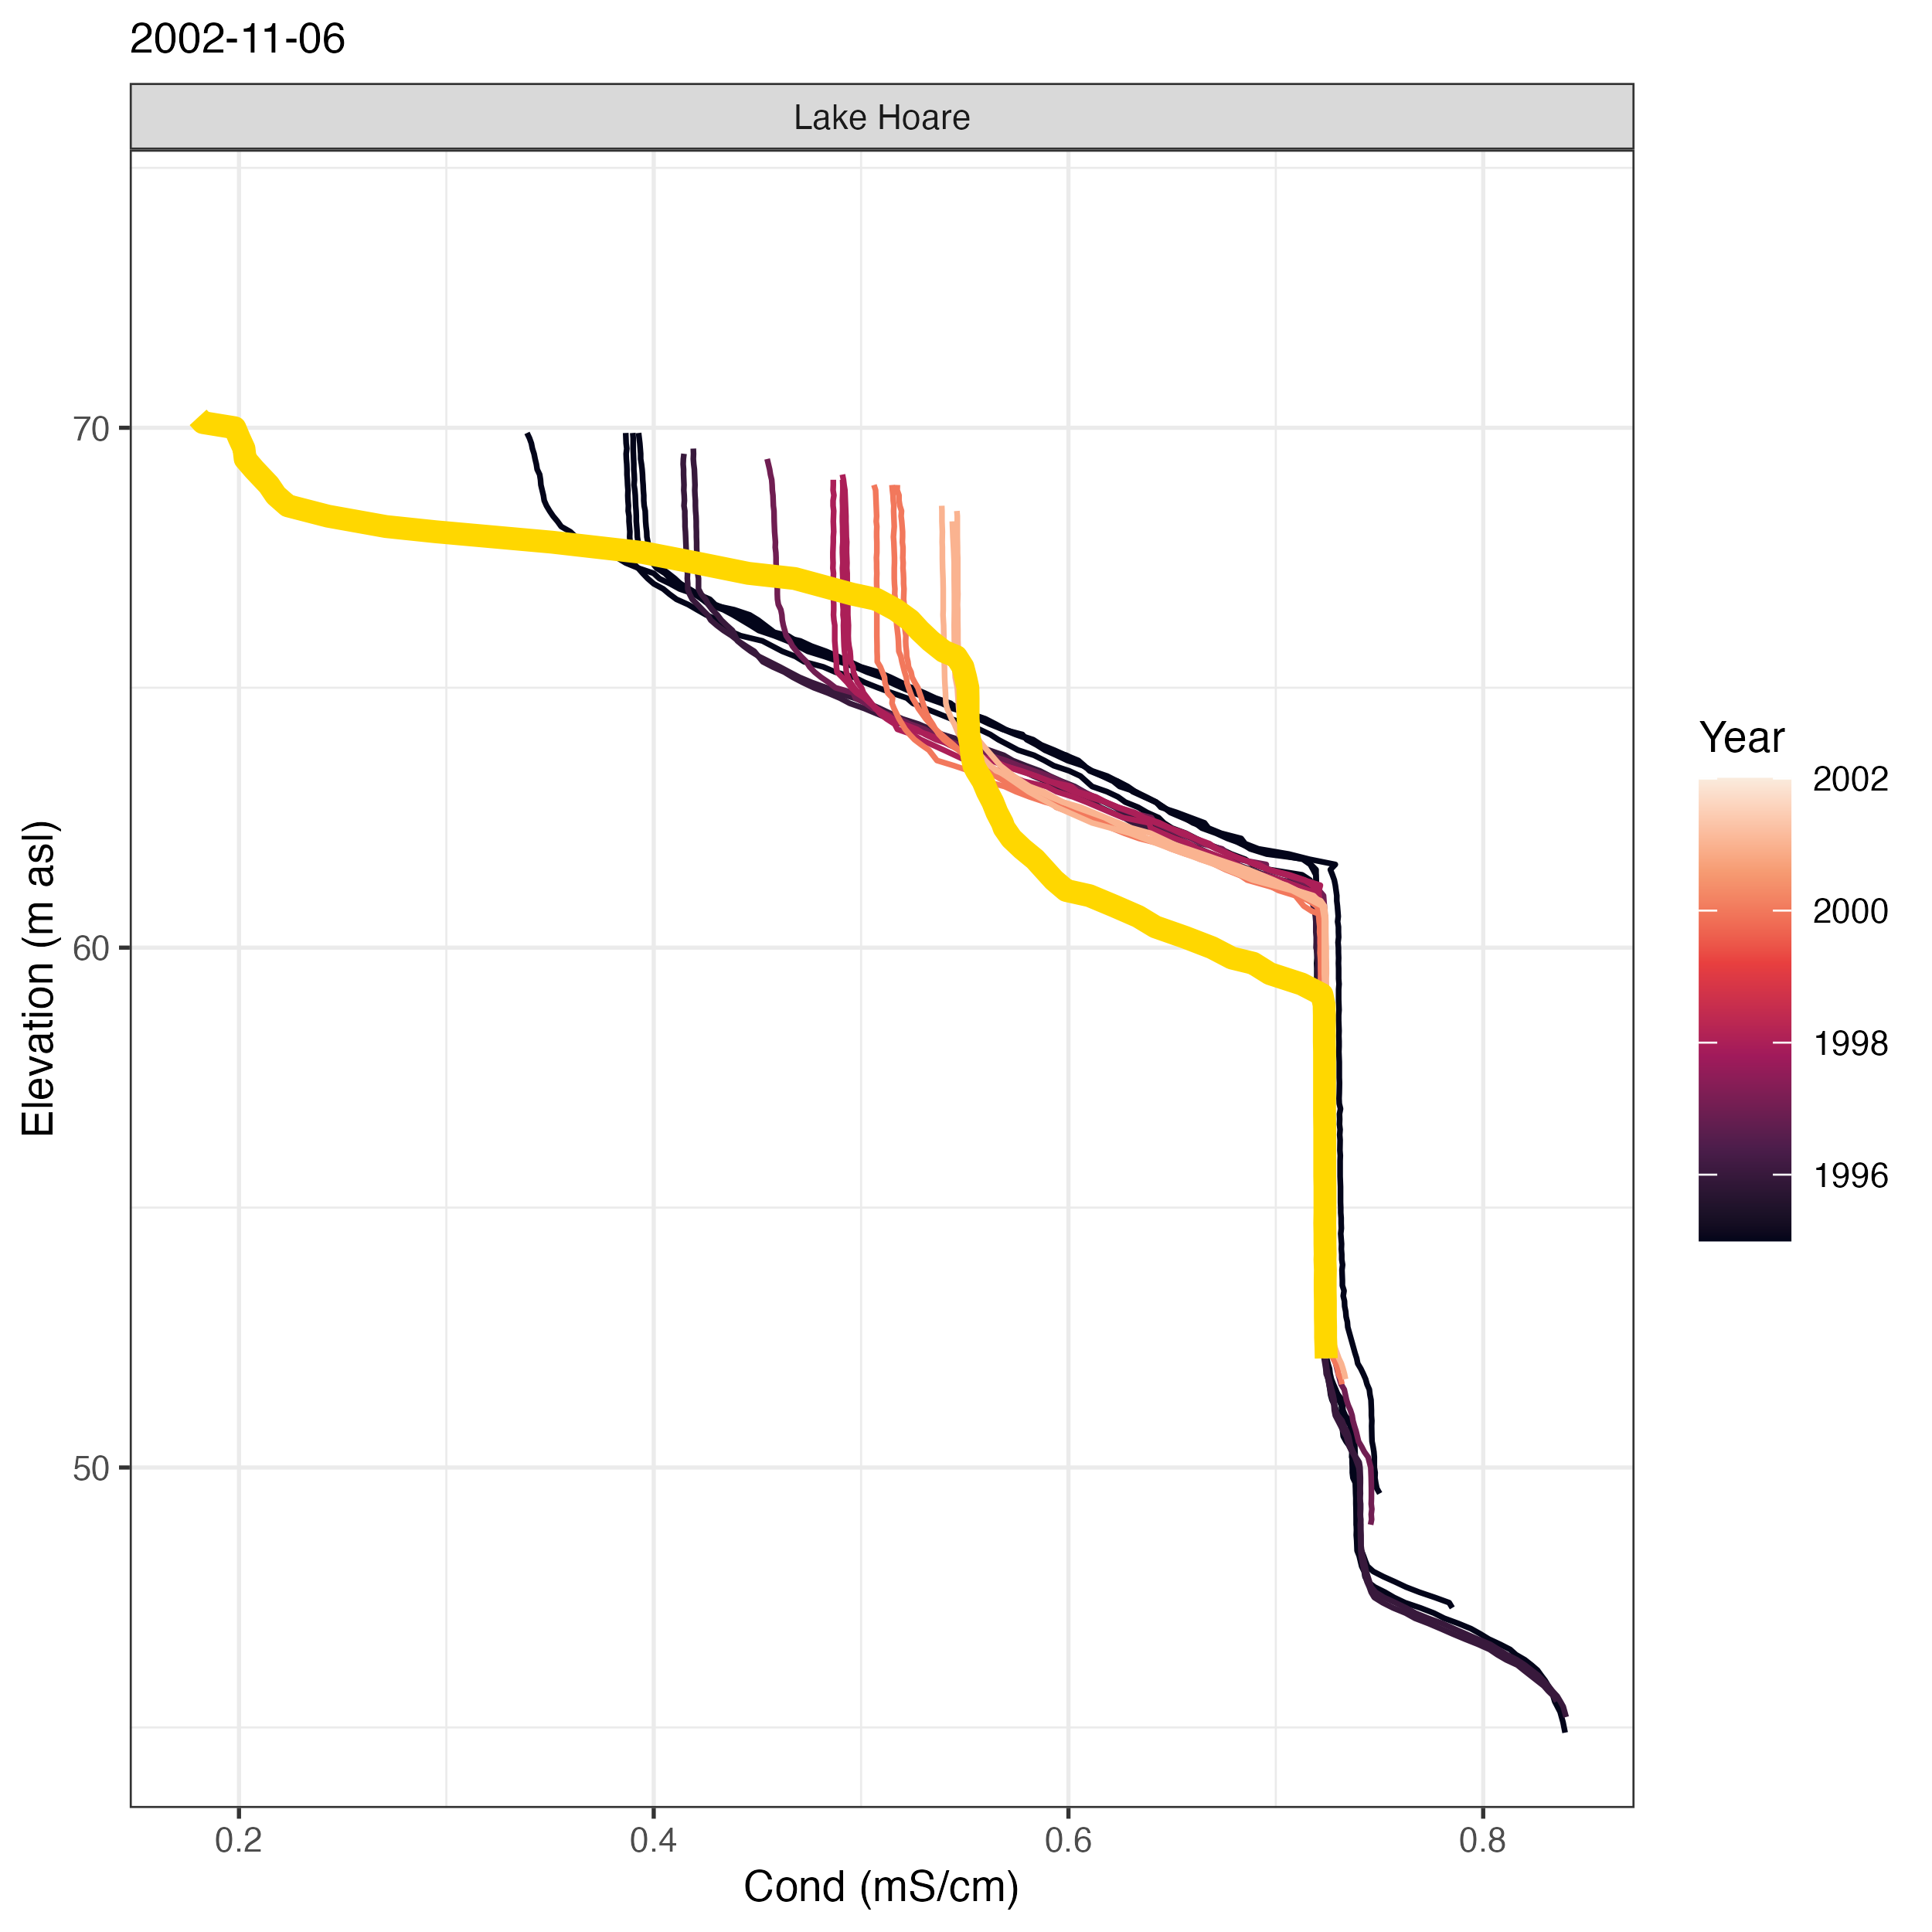 2002-11-06
Lake Hoare
70
60
50
Elevation (m asl)
0.2 0.4 0.6 0.8
Cond (mS/cm)
Year
2002
2000
1998
1996